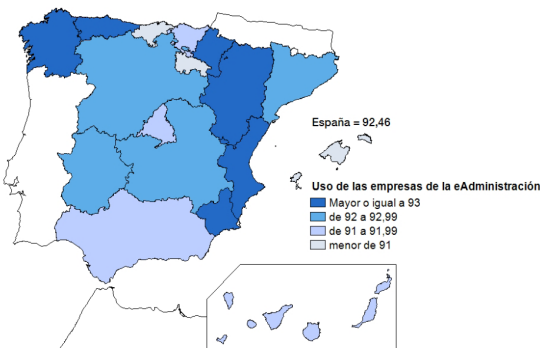 España = 92,46
Uso de las empresas de la eAdministración
Mayor o igual a 93
de 92 a 92,99
de 91 a 91,99
menor de 91